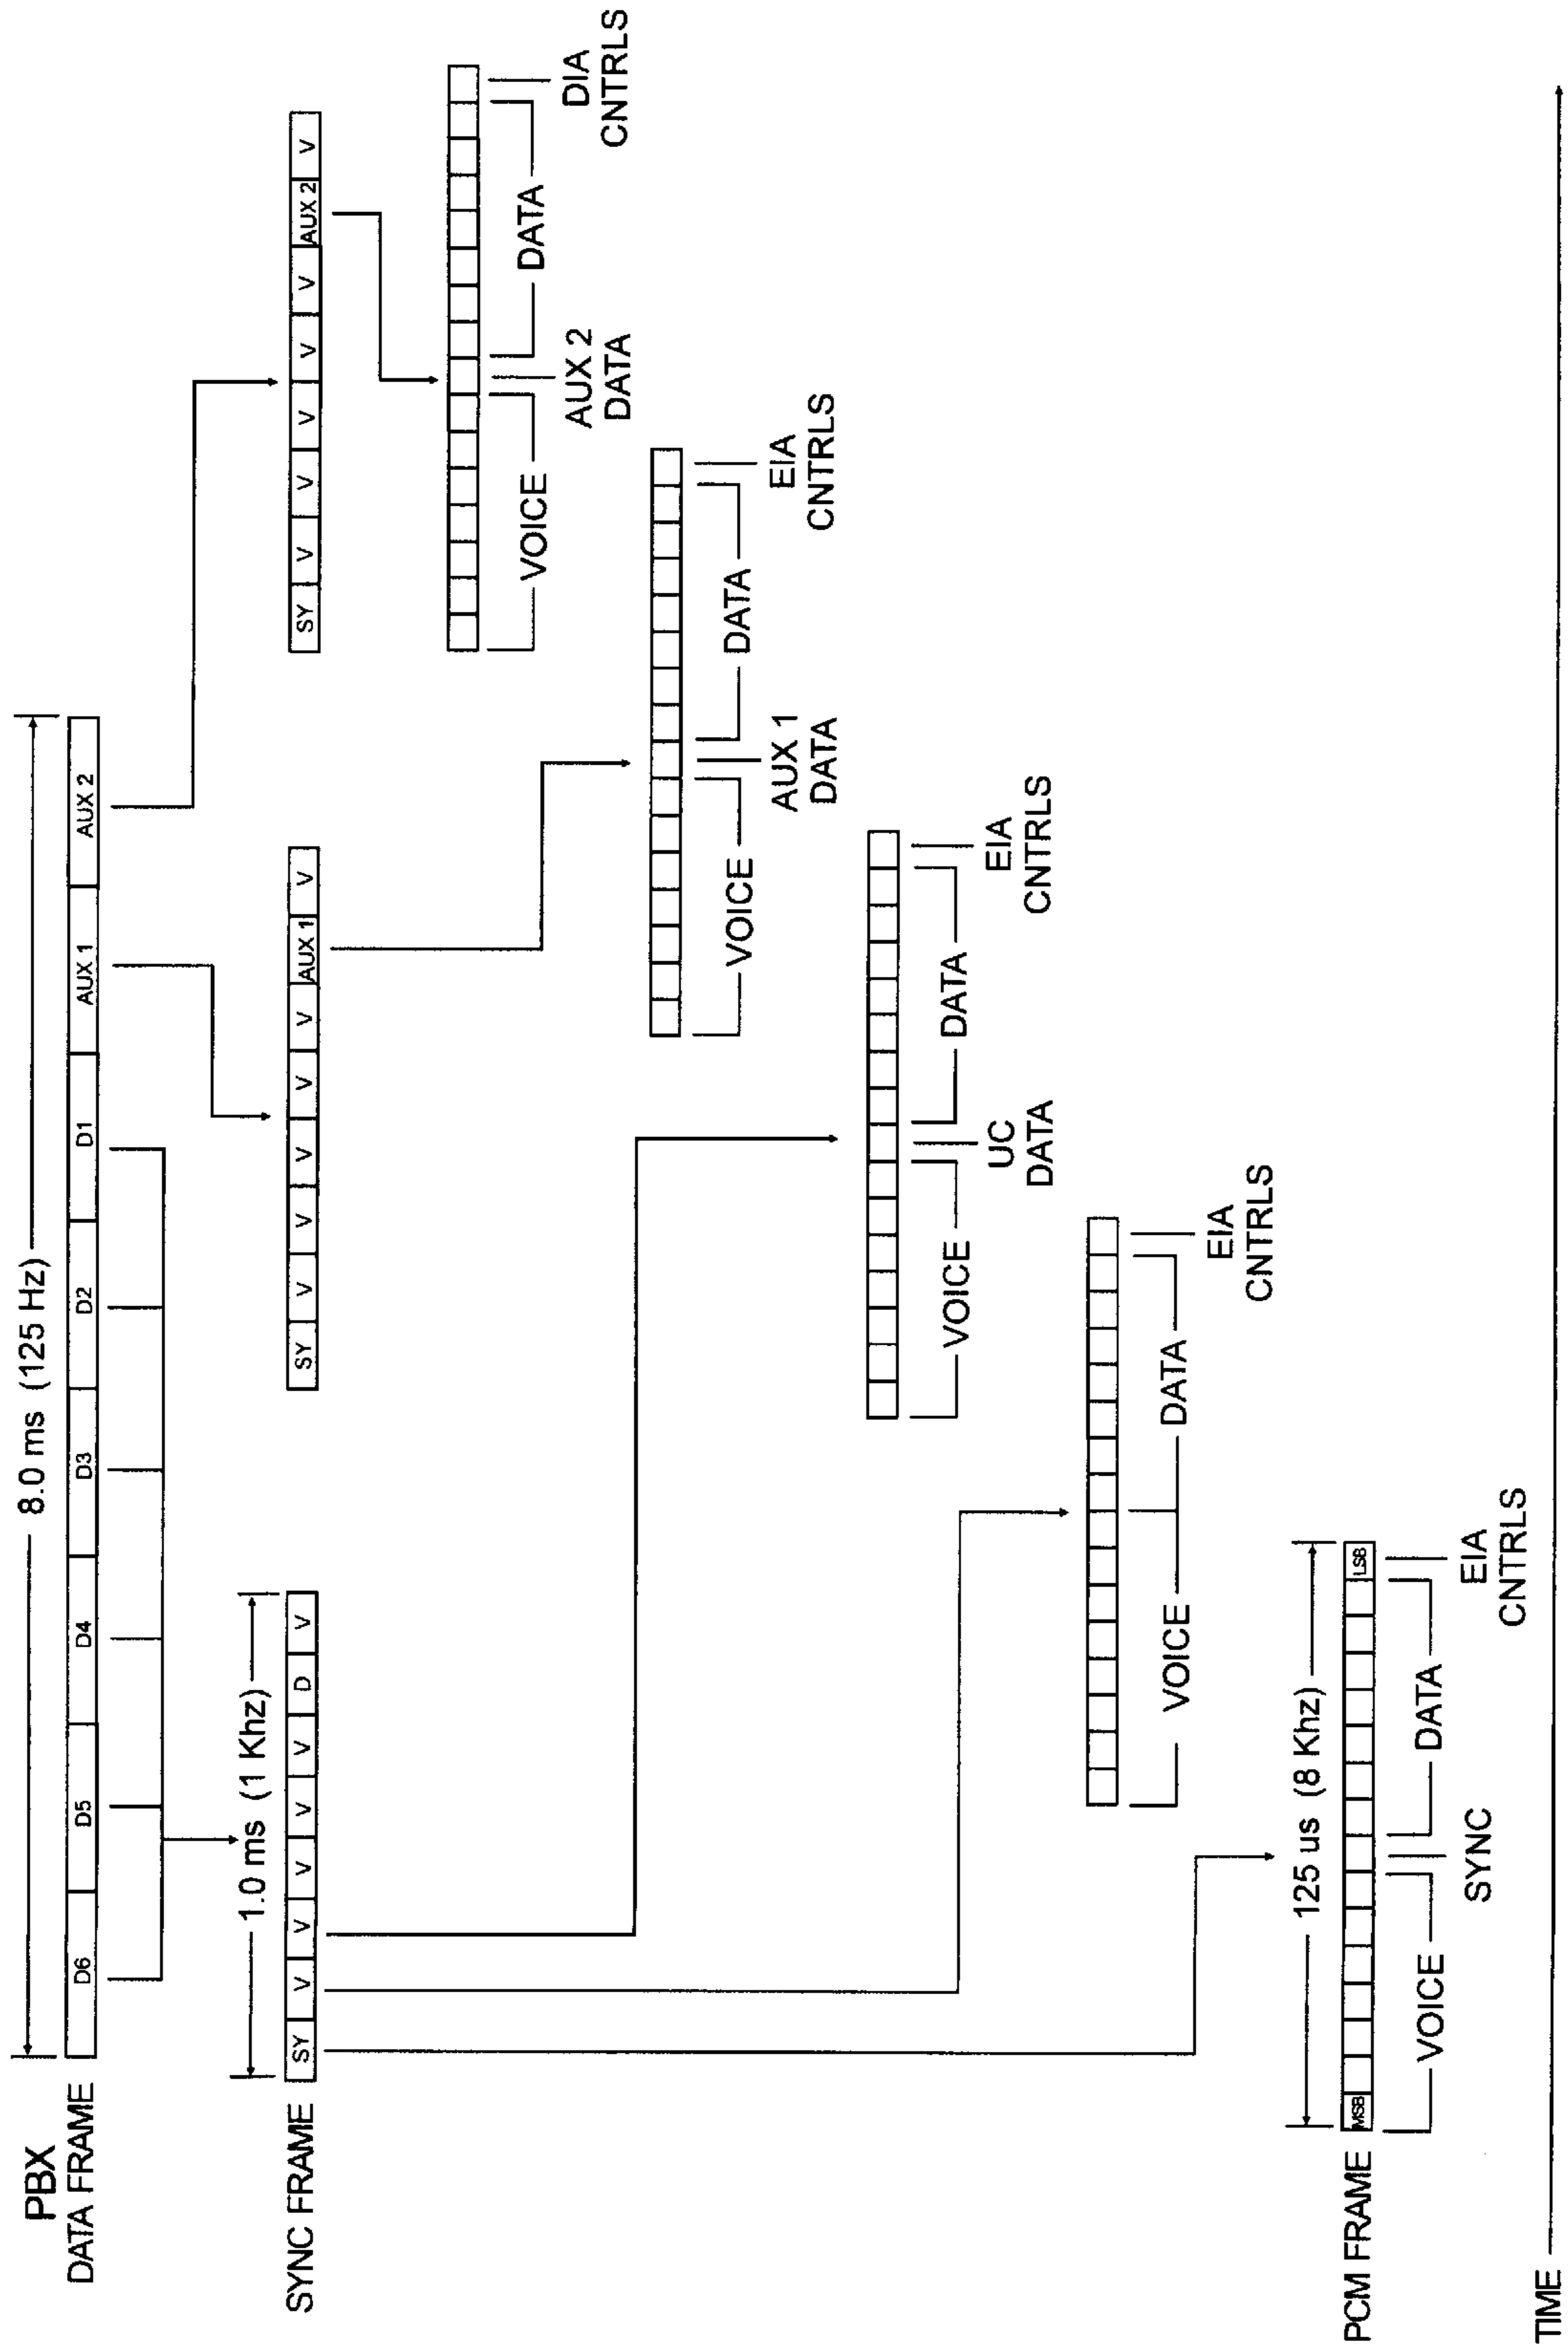 PBX
DATA FRAME
8.0 ms (125 Hz)
D6 D5 D4 D3 D2 D1 AUX 1 AUX 2
SYNC FRAME
1.0 ms (1 Khz)
SY V V V V V D V
SY V V V V V AUX 1 V
SY V V V V V AUX 2 V
VOICE
AUX 2
DATA
DATA
DIA
CNTRLS
VOICE
AUX 1
DATA
DATA
EIA
CNTRLS
VOICE
UC
DATA
DATA
EIA
CNTRLS
VOICE
DATA
EIA
CNTRLS
PCM FRAME
125 us (8 Khz)
MSB
LSB
VOICE
SYNC
DATA
EIA
CNTRLS
TIME